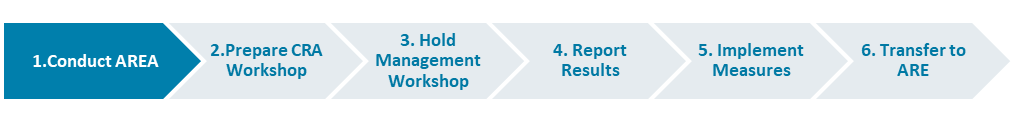 1.Conduct AREA
2.Prepare CRA
Workshop
3. Hold
Management
Workshop
4. Report
Results
5. Implement
Measures
6. Transfer to
ARE